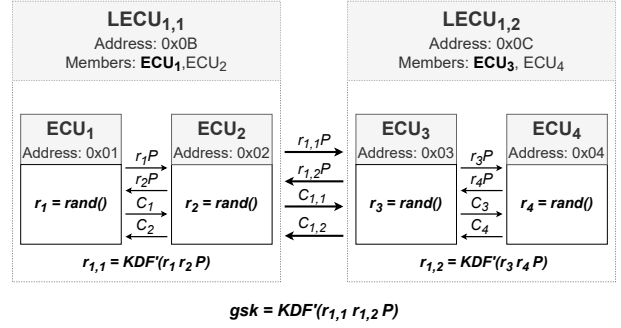 LECU1,1
Address: 0x0B
Members: ECU1,ECU2
LECU1,2
Address: 0x0C
Members: ECU3, ECU4
ECU1
Address: 0x01
r1 = rand()
r1P
r2P
C1
C2
ECU2
Address: 0x02
r2 = rand()
r1,1 = KDF'(r1 r2 P)
r1,1P
r1,2P
C1,1
C1,2
ECU3
Address: 0x03
r3 = rand()
r3P
r4P
C3
C4
ECU4
Address: 0x04
r4 = rand()
r1,2 = KDF'(r3 r4 P)
gsk = KDF'(r1,1 r1,2 P)